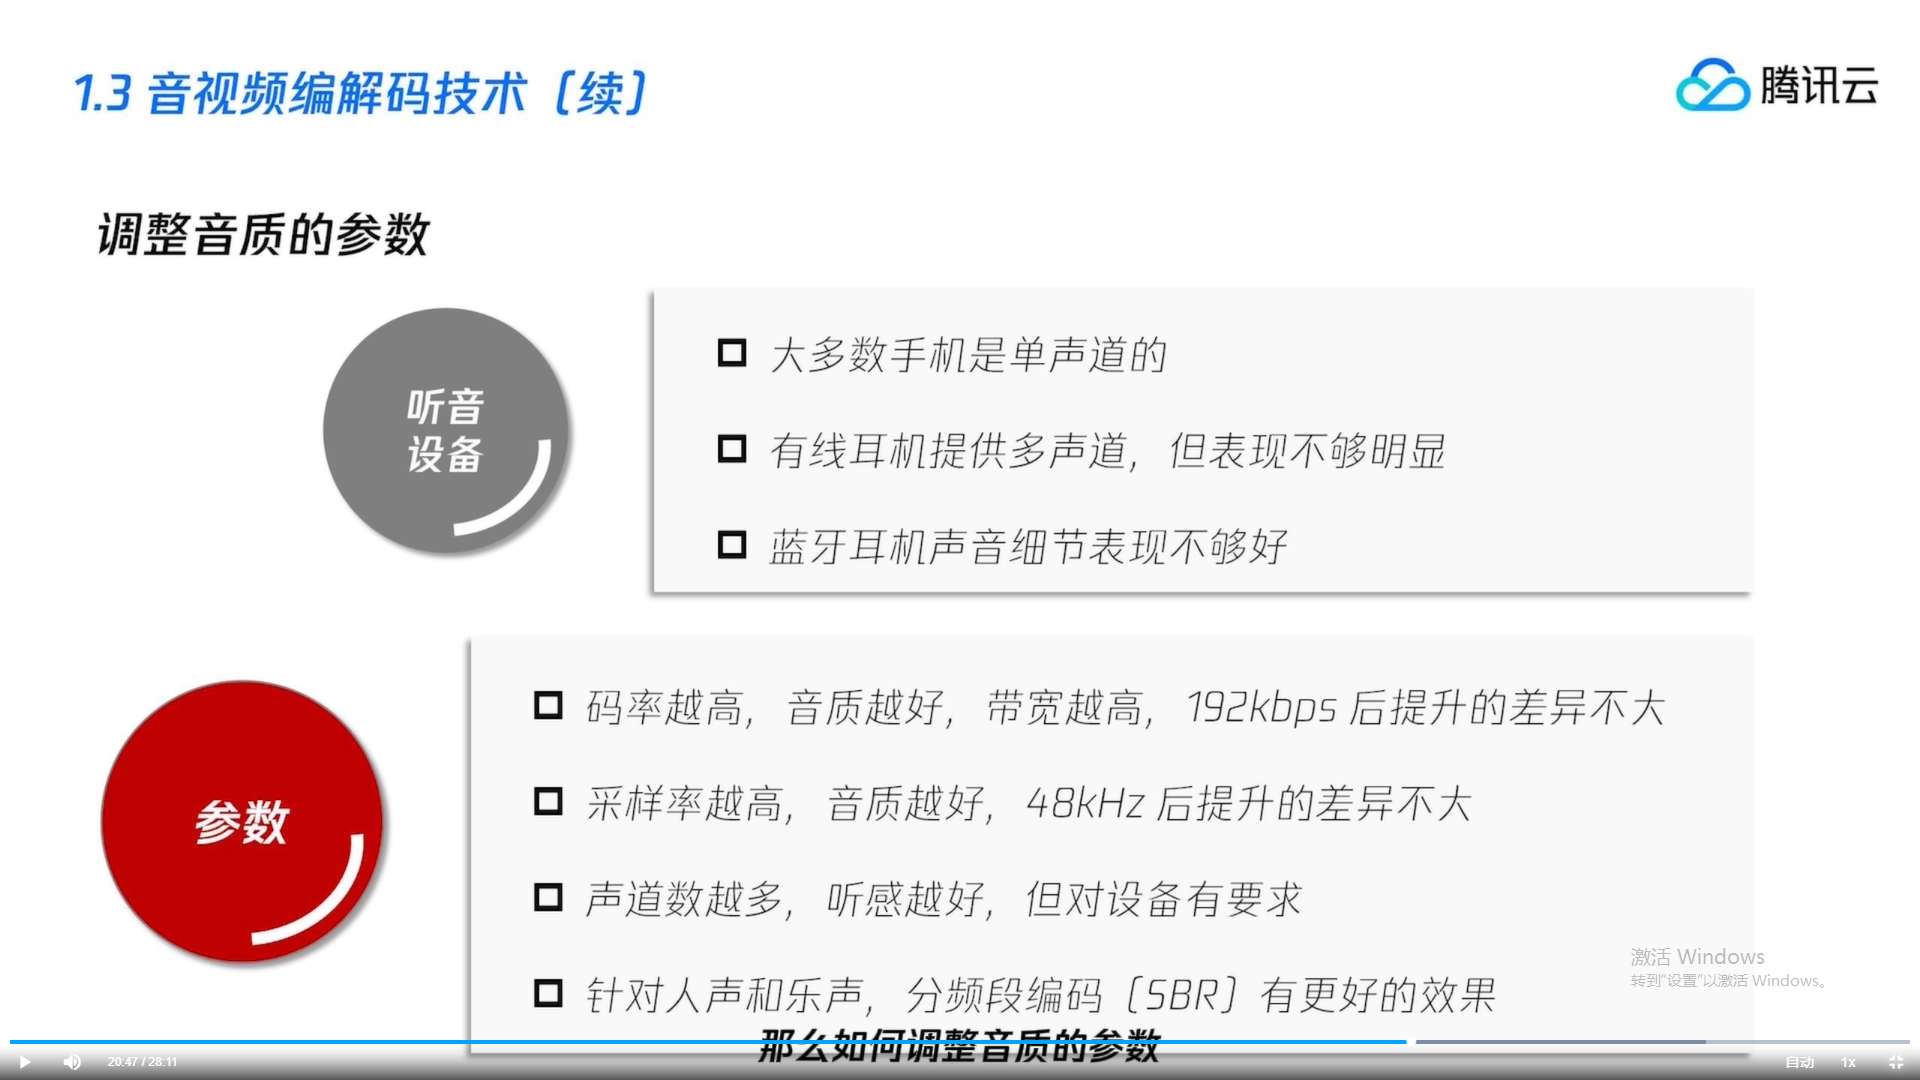 1.3 音视频编解码技术（续）
腾讯云
调整音质的参数
听音
设备
大多数手机是单声道的
有线耳机提供多声道，但表现不够明显
蓝牙耳机声音细节表现不够好
参数
码率越高，音质越好，带宽越高，192kbps 后提升的差异不大
采样率越高，音质越好，48kHz 后提升的差异不大
声道数越多，听感越好，但对设备有要求
针对人声和乐声，分频段编码（SBR）有更好的效果
激活 Windows
转到“设置”以激活 Windows。
那么如何调整音质的参数
20:47 / 28:11
自动
1x